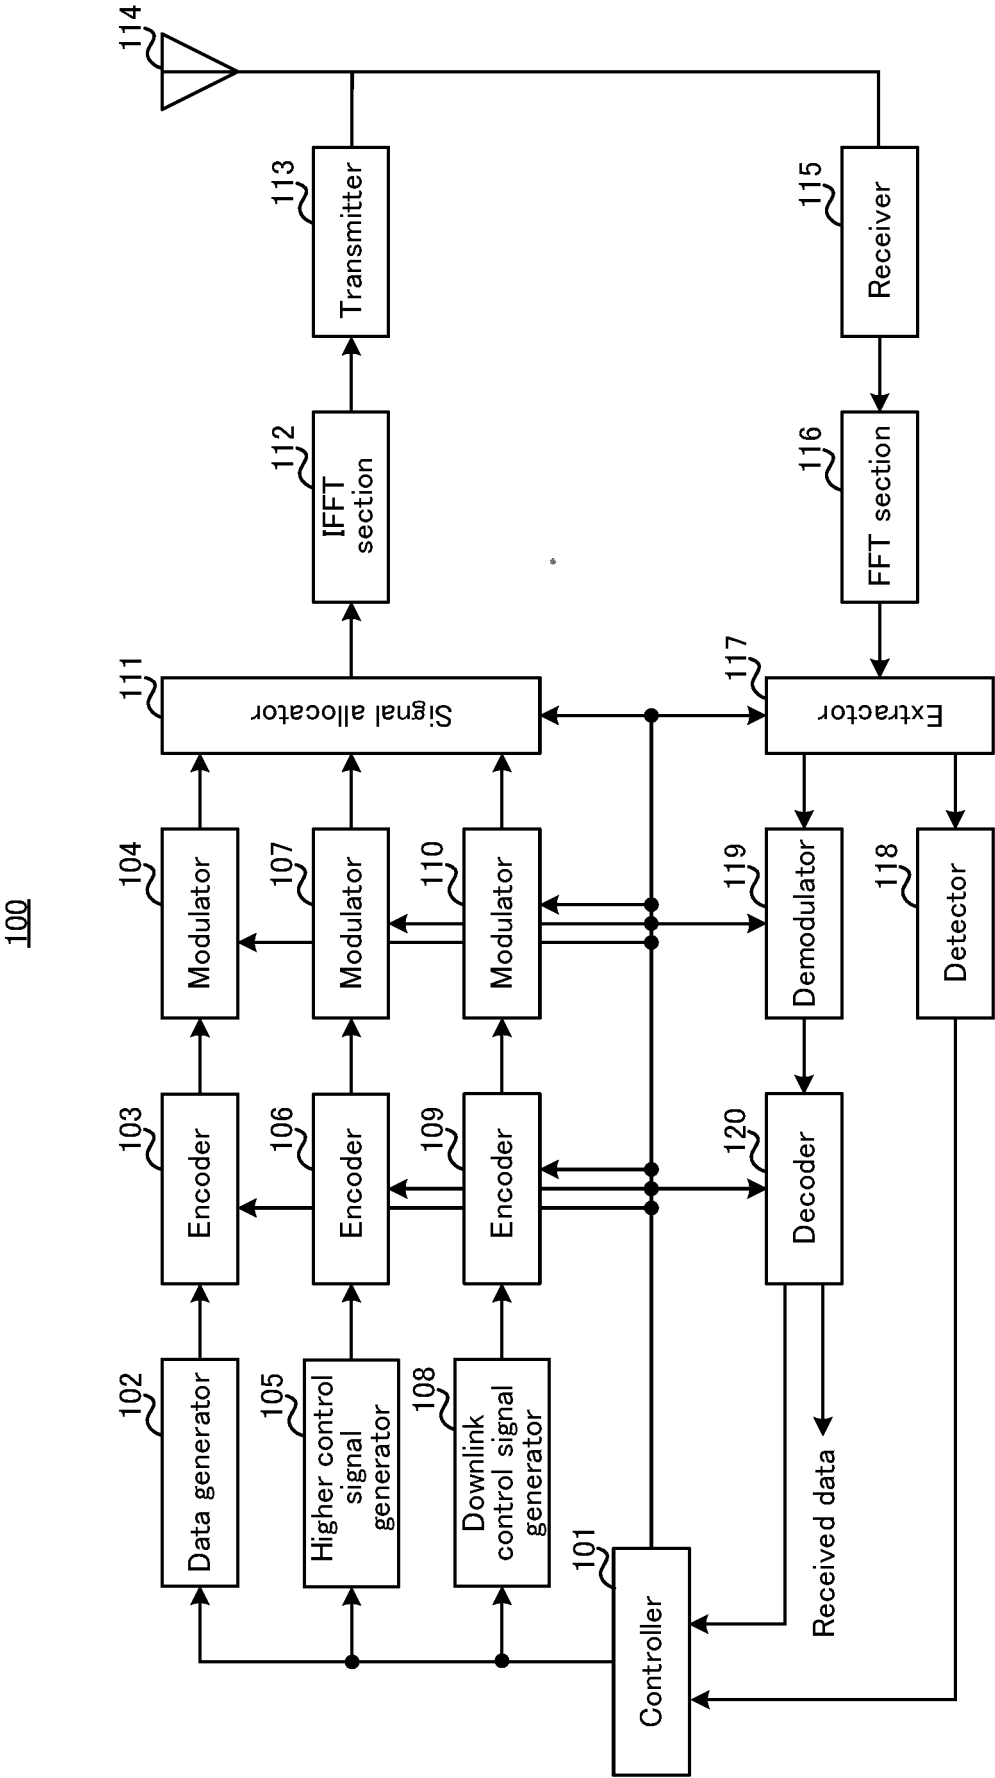 100
102
Data generator
103
Encoder
104
Modulator
111
Signal allocator
112
IFFT
section
113
Transmitter
114
105
Higher control
signal
generator
106
Encoder
107
Modulator
108
Downlink
control signal
generator
109
Encoder
110
Modulator
101
Controller
120
Decoder
119
Demodulator
117
Extractor
116
FFT section
115
Receiver
Received data
118
Detector